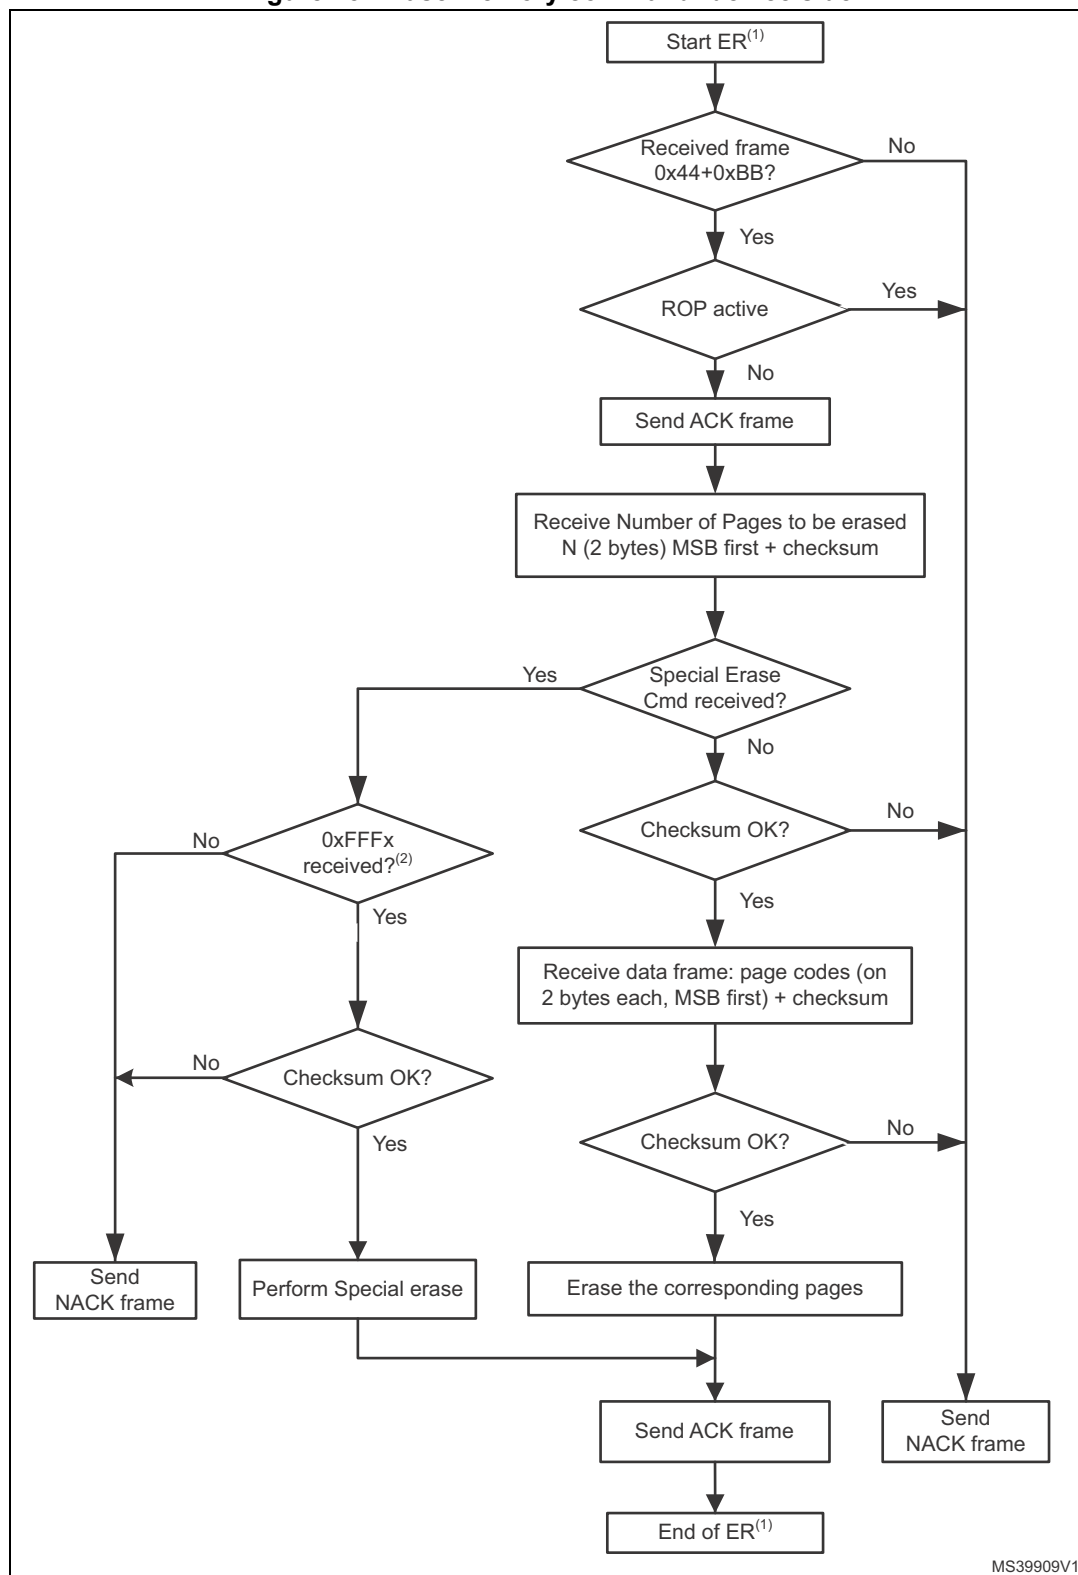 Start ER(1)
Received frame
0x44+0xBB?
No
Yes
ROP active
Yes
No
Send ACK frame
Receive Number of Pages to be erased
N (2 bytes) MSB first + checksum
Special Erase
Cmd received?
Yes
No
0xFFFx
received?(2)
No
Yes
Checksum OK?
No
Yes
Receive data frame: page codes (on
2 bytes each, MSB first) + checksum
Checksum OK?
No
Yes
Checksum OK?
No
Yes
Send
NACK frame
Perform Special erase
Erase the corresponding pages
Send ACK frame
Send
NACK frame
End of ER(1)
MS39909V1